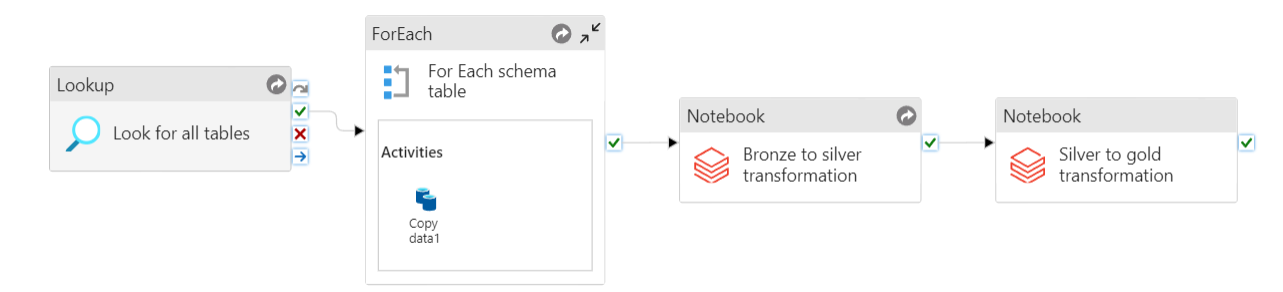 Lookup
Look for all tables
ForEach
For Each schema
table
Activities
Copy
data1
Notebook
Bronze to silver
transformation
Notebook
Silver to gold
transformation